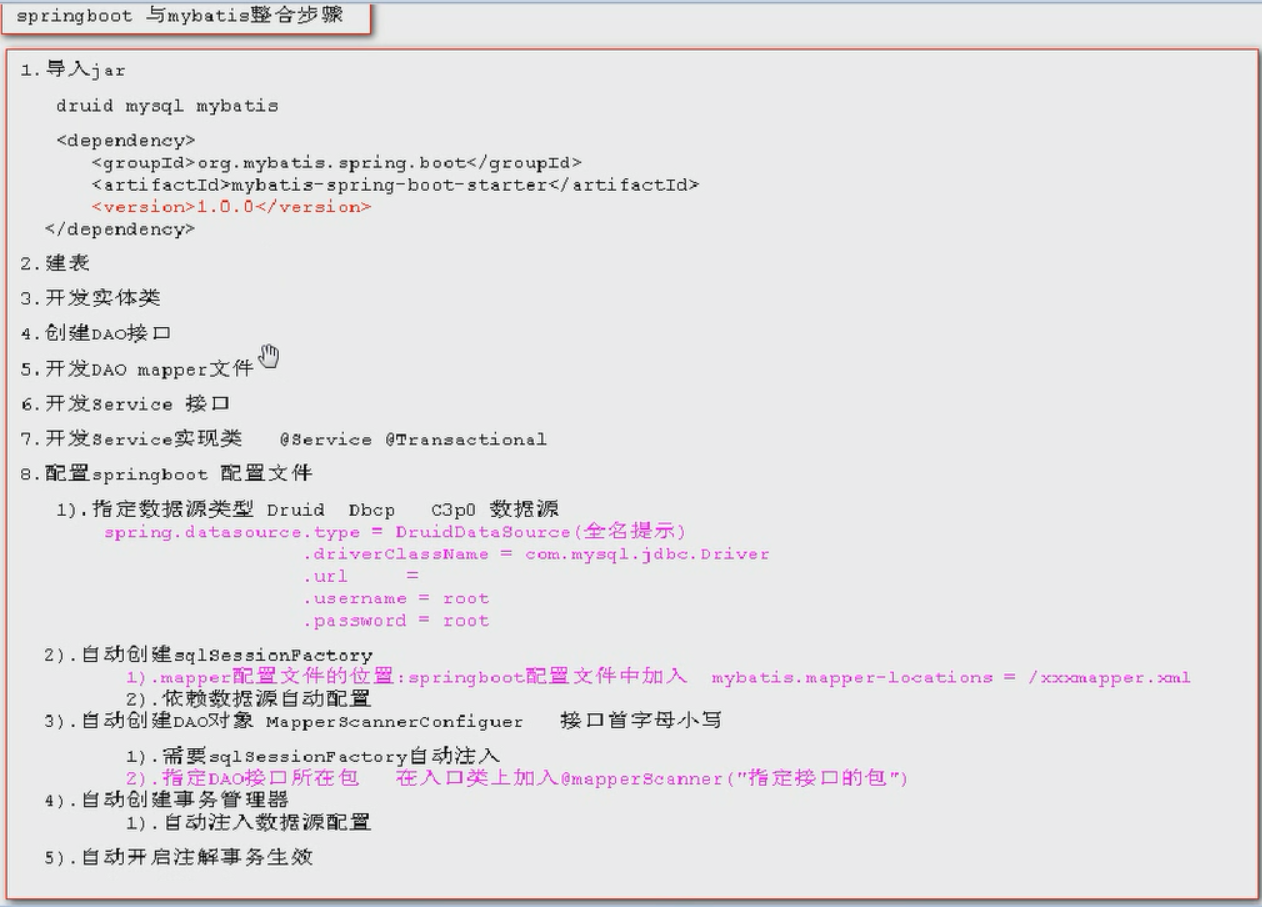 springboot 与mybatis整合步骤
1.导入jar
druid mysql mybatis
<dependency>
<groupId>org.mybatis.spring.boot</groupId>
<artifactId>mybatis-spring-boot-starter</artifactId>
<version>1.0.0</version>
</dependency>
2.建表
3.开发实体类
4.创建DAO接口
5.开发DAO mapper文件
6.开发Service 接口
7.开发Service实现类 @Service @Transactional
8.配置springboot 配置文件
1).指定数据源类型 Druid Dbcp C3p0 数据源
spring.datasource.type = DruidDataSource(全名提示)
.driverClassName = com.mysql.jdbc.Driver
.url =
.username = root
.password = root
2).自动创建sqlSessionFactory
1).mapper配置文件的位置:springboot配置文件中加入 mybatis.mapper-locations = /xxxmapper.xml
2).依赖数据源自动配置
3).自动创建DAO对象 MapperScannerConfiguer 接口首字母小写
1).需要sqlSessionFactory自动注入
2).指定DAO接口所在包 在入口类上加入@mapperScanner("指定接口的包")
4).自动创建事务管理器
1).自动注入数据源配置
5).自动开启注解事务生效